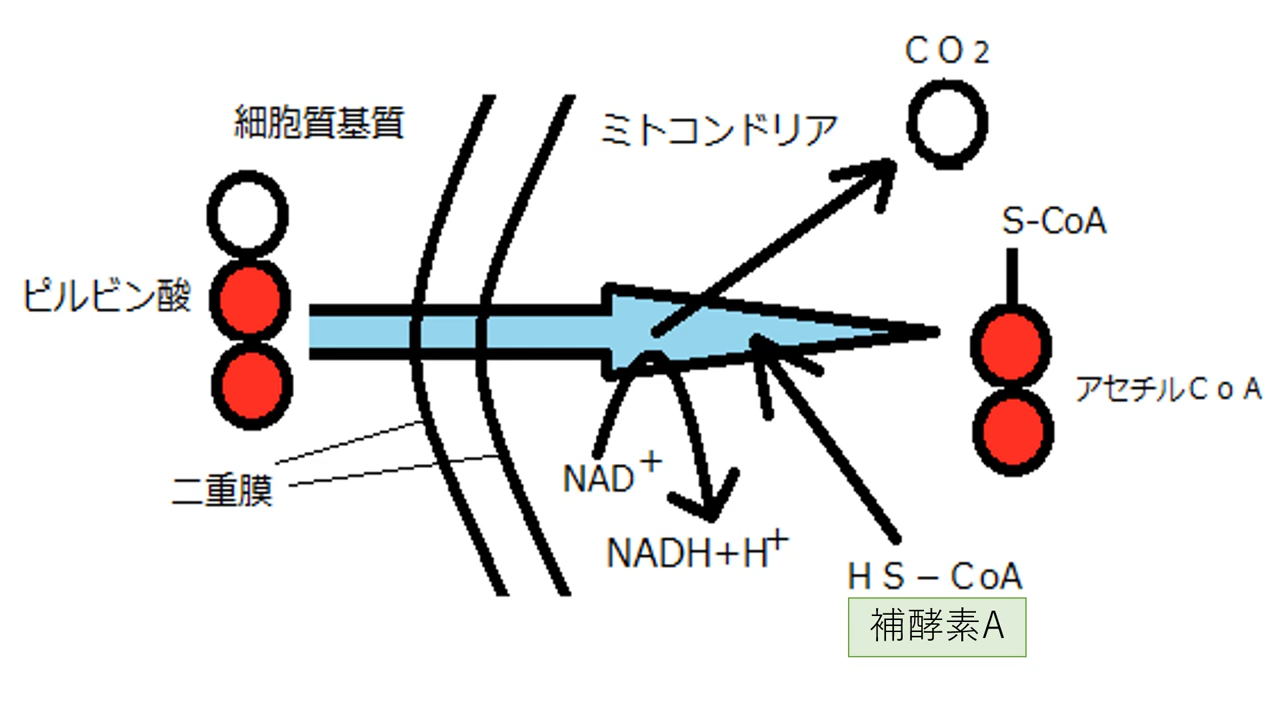 CO2
細胞質基質
ミトコンドリア
S-CoA
ピルビン酸
アセチルCoA
二重膜
NAD+
NADH+H+
HS-CoA
補酵素A